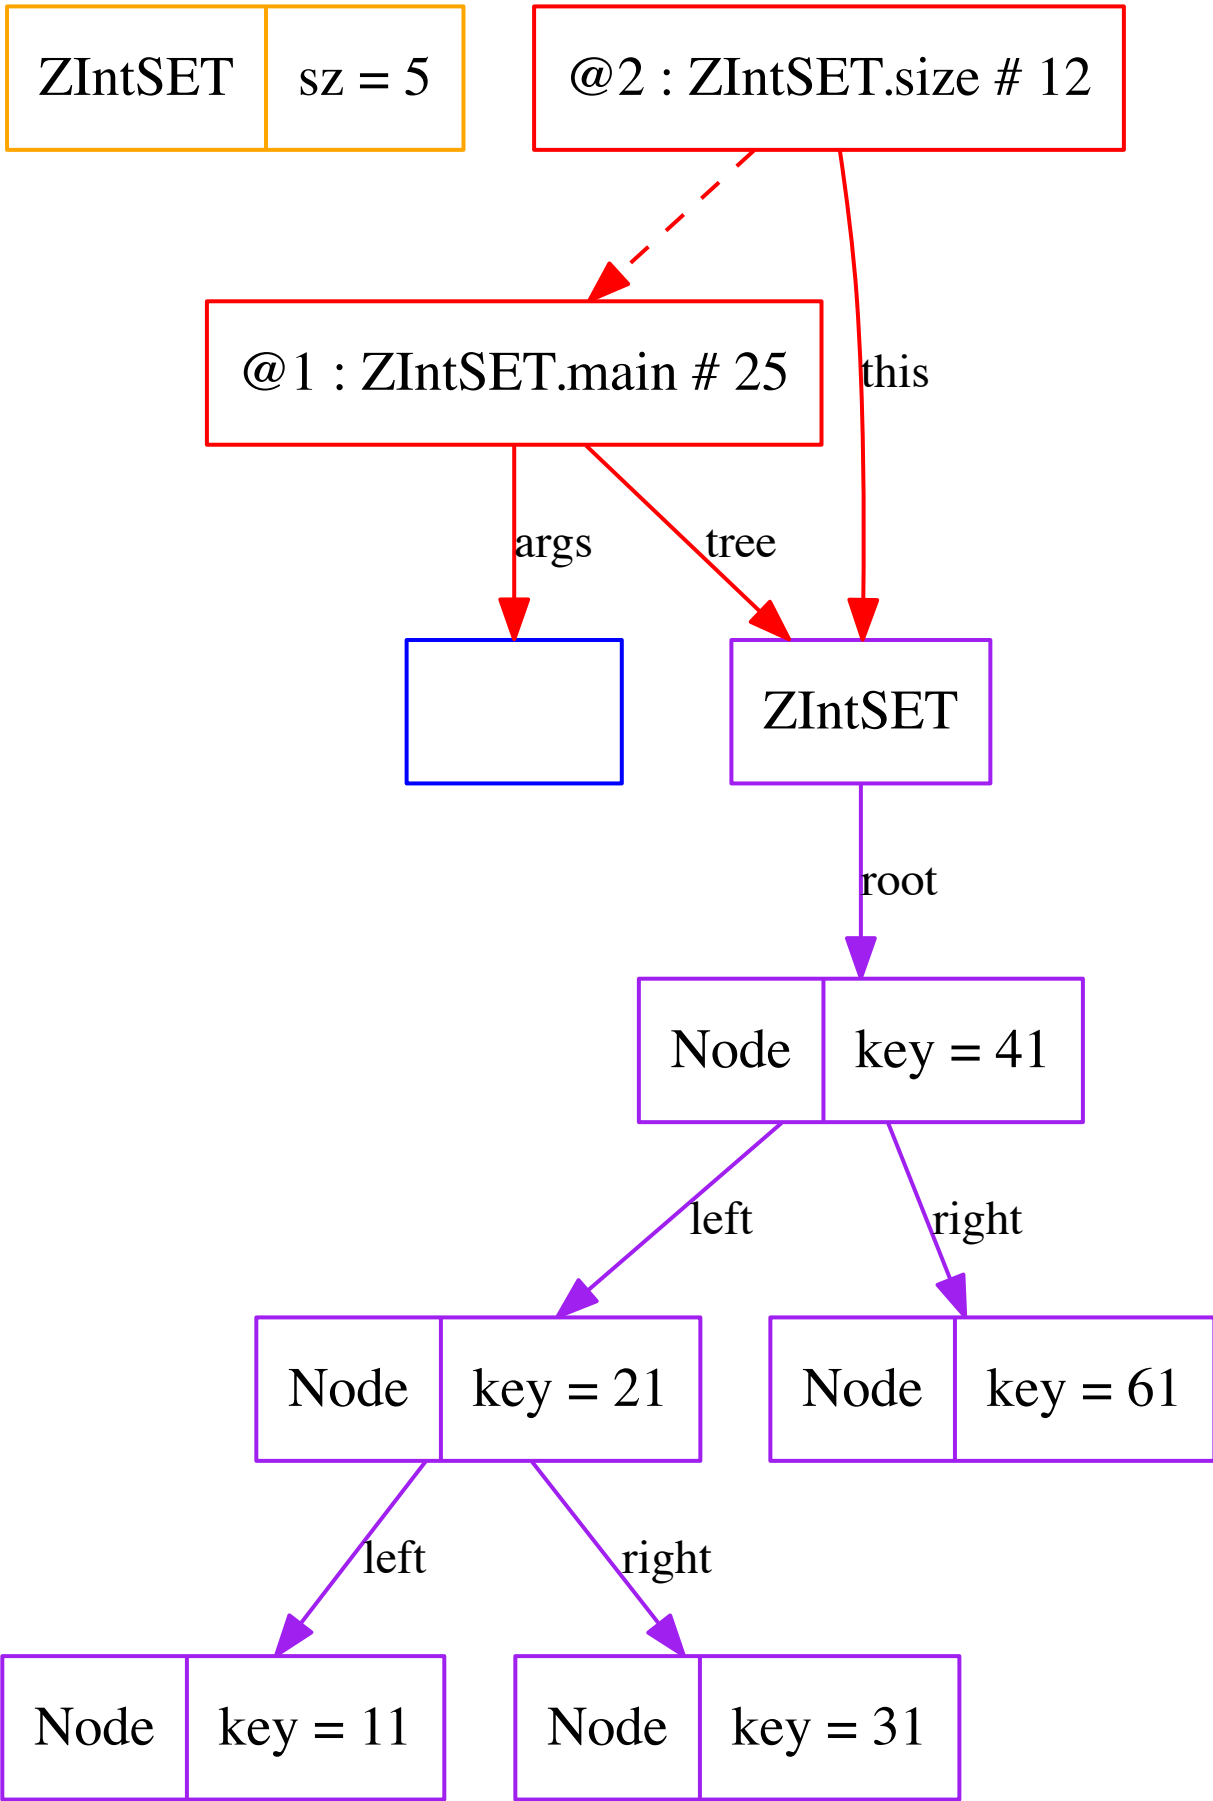 ZIntSET sz = 5
@2 : ZIntSET.size # 12
@1 : ZIntSET.main # 25
this
args
tree
ZIntSET
root
Node key = 41
left
right
Node key = 21
Node key = 61
left
right
Node key = 11
Node key = 31